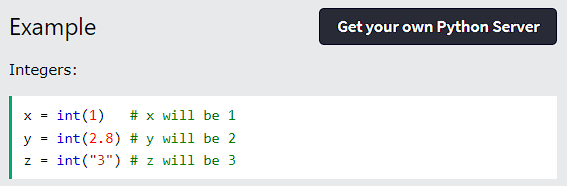 Example
Get your own Python Server
Integers:
x = int(1)   # x will be 1
y = int(2.8) # y will be 2
z = int("3") # z will be 3